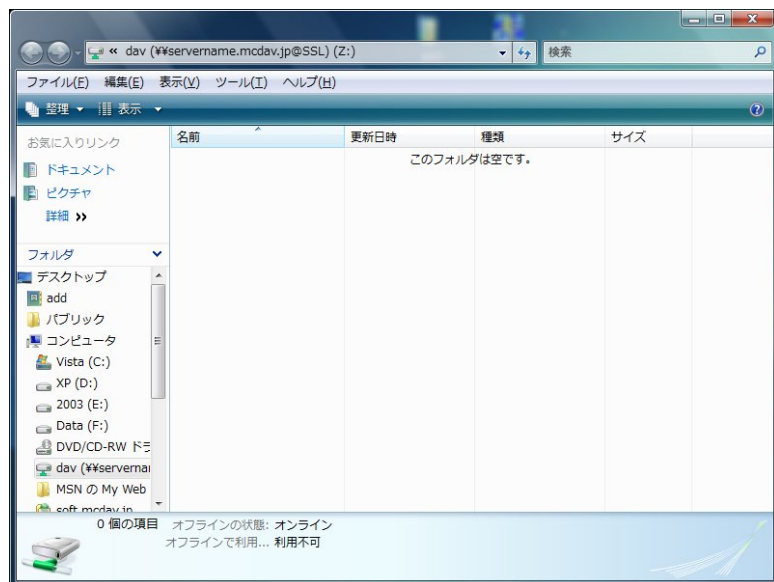 « dav (¥¥servername.mcdav.jp@SSL) (Z:)
検索
ファイル(F) 編集(E) 表示(V) ツール(T) ヘルプ(H)
整理 表示
お気に入りリンク
ドキュメント
ピクチャ
詳細 »
フォルダ
デスクトップ
add
パブリック
コンピュータ
Vista (C:)
XP (D:)
2003 (E:)
Data (F:)
DVD/CD-RW ドラ
dav (¥¥servernar
MSN の My Web
soft.mcdav.jp
名前 更新日時 種類 サイズ
このフォルダは空です。
0 個の項目 オフラインの状態: オンライン
オフラインで利用... 利用不可